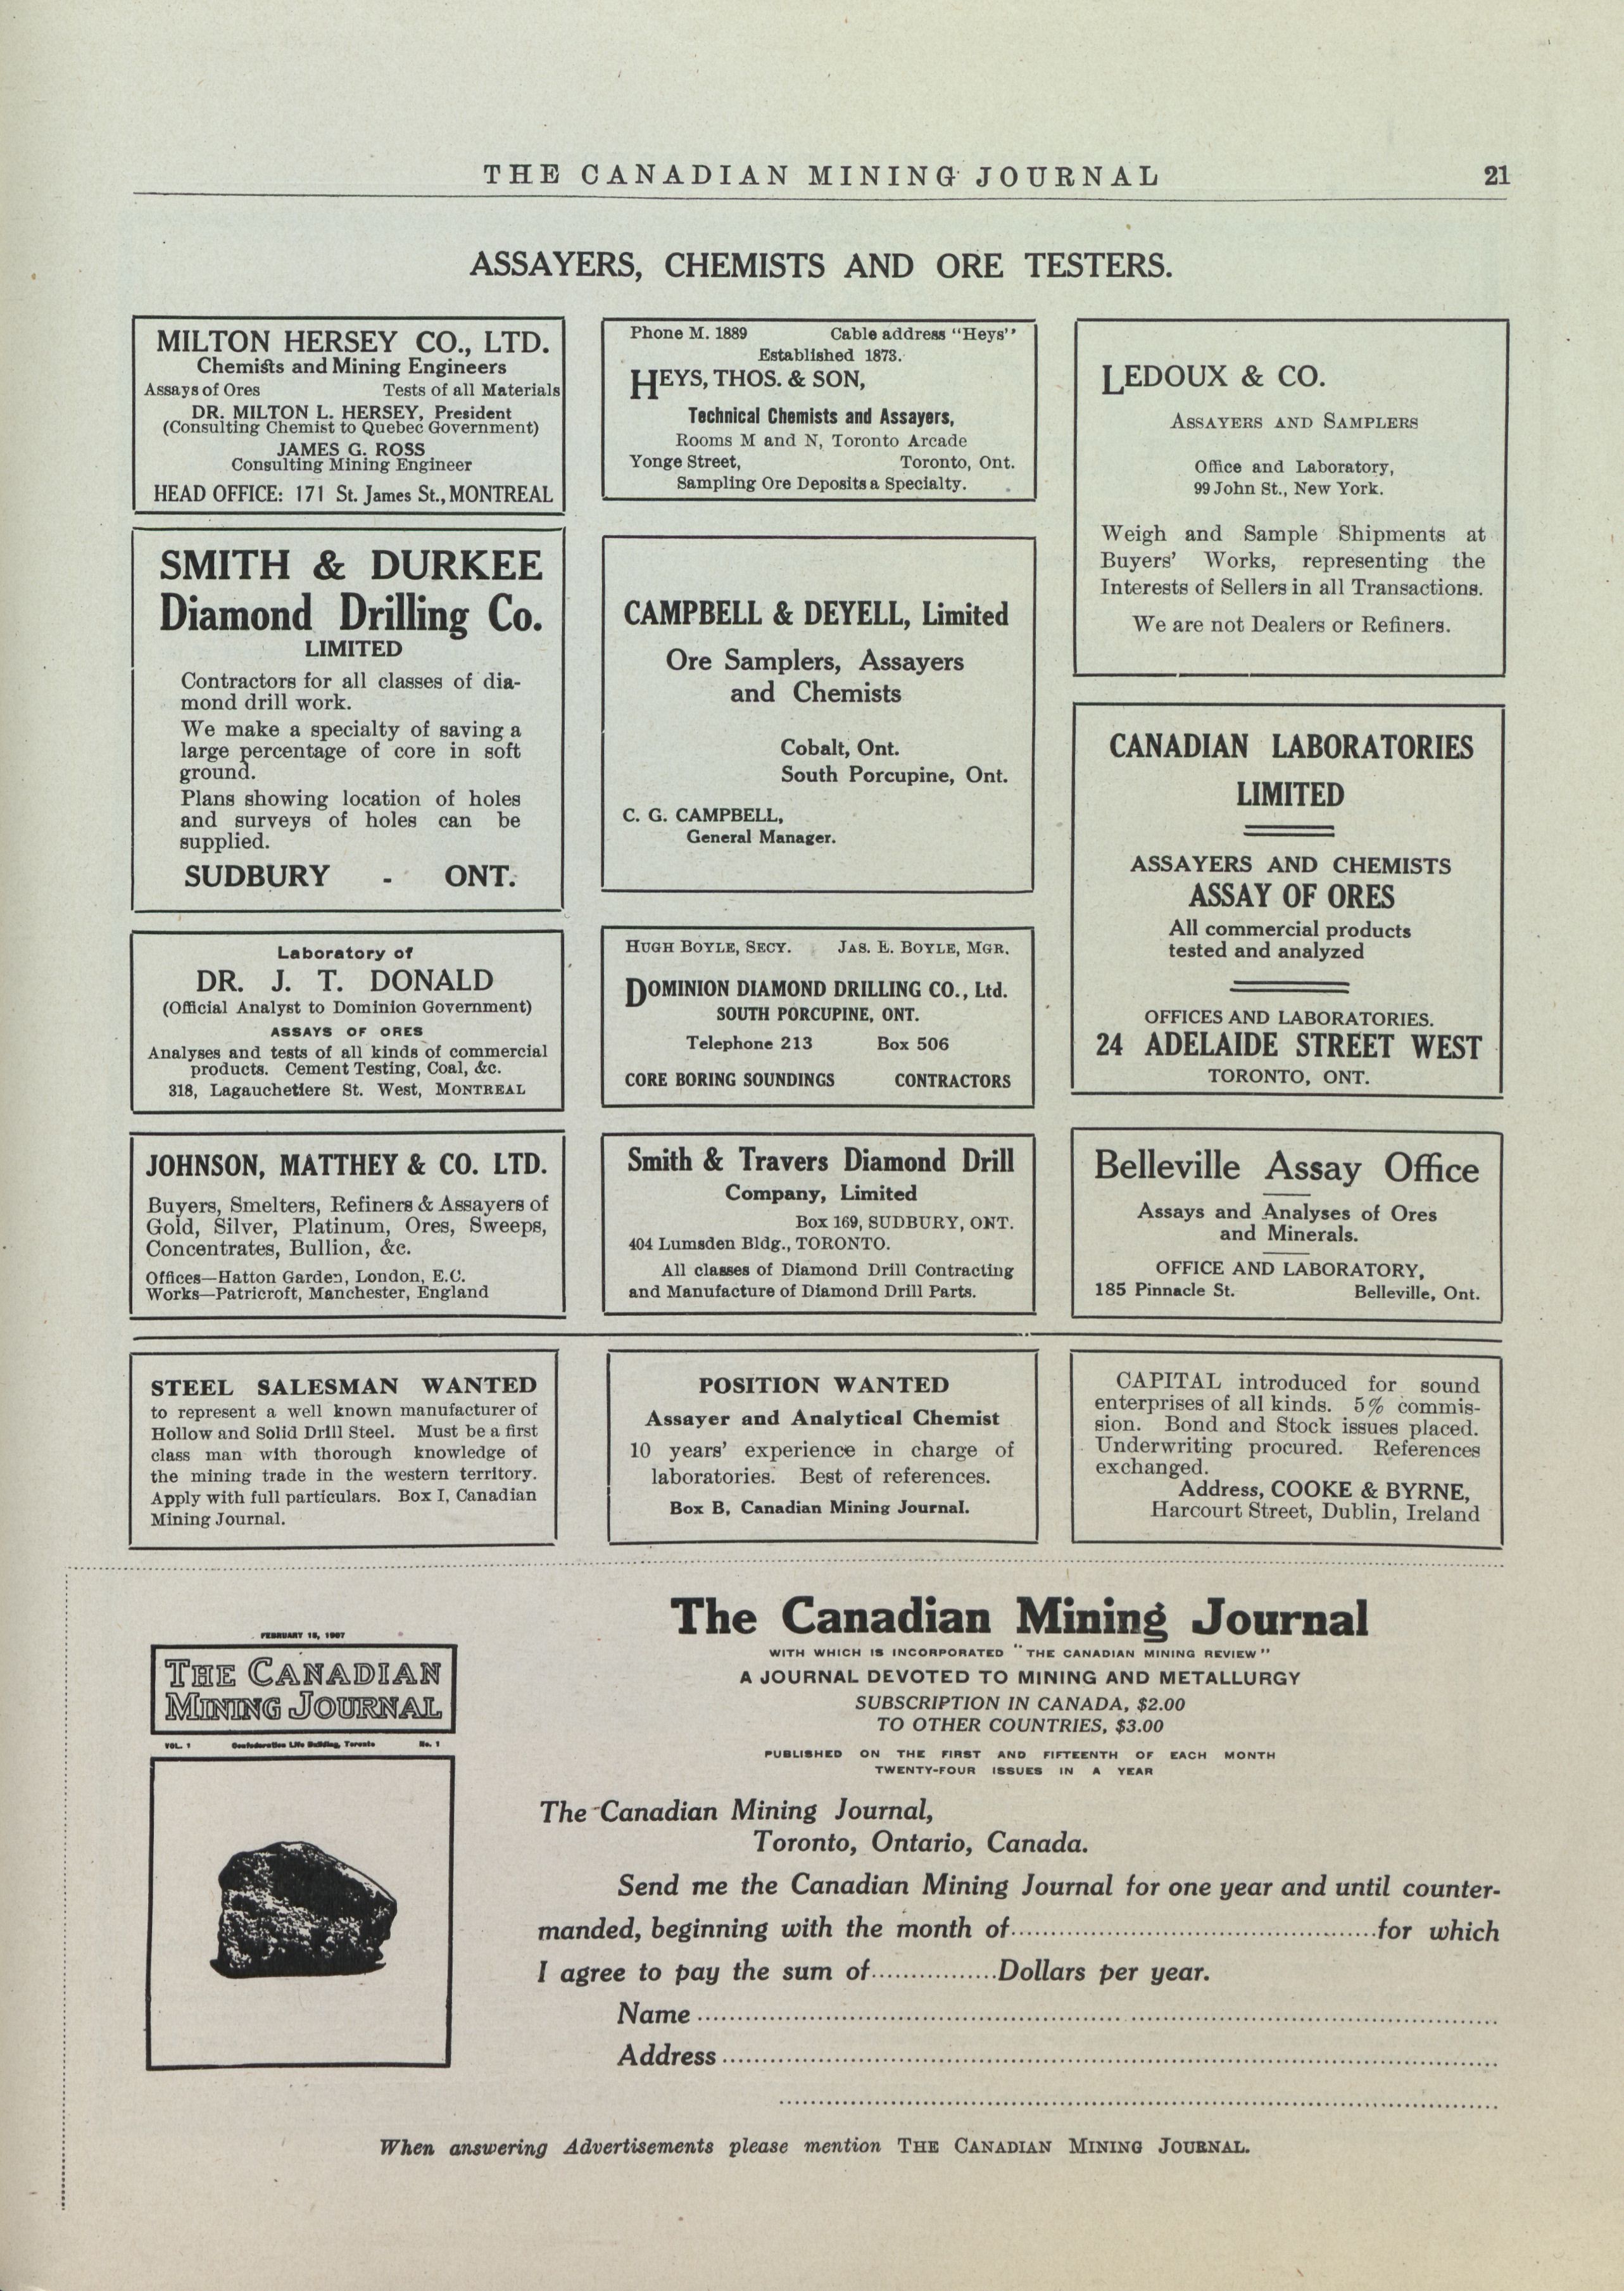 THE CANADIAN MINING JOURNAL 21
ASSAYERS, CHEMISTS AND ORE TESTERS.
MILTON HERSEY CO., LTD.
Chemists and Mining Engineers
Assays of Ores Tests of all Materials
DR. MILTON L. HERSEY, President
(Consulting Chemist to Quebec Government)
JAMES G. ROSS
Consulting Mining Engineer
HEAD OFFICE: 171 St. James St., MONTREAL
SMITH & DURKEE
Diamond Drilling Co.
LIMITED
Contractors for all classes of dia-
mond drill work.
We make a specialty of saving a
large percentage of core in soft
ground.
Plans showing location of holes
and surveys of holes can be
supplied.
SUDBURY - ONT.
Laboratory of
DR. J. T. DONALD
(Official Analyst to Dominion Government)
ASSAYS OF ORES
Analyses and tests of all kinds of commercial
products. Cement Testing, Coal, &c.
318, Lagauchetiere St. West, MONTREAL
JOHNSON, MATTHEY & CO. LTD.
Buyers, Smelters, Refiners & Assayers of
Gold, Silver, Platinum, Ores, Sweeps,
Concentrates, Bullion, &c.
Offices—Hatton Garden, London, E.C.
Works—Patricroft, Manchester, England
Phone M. 1889 Cable address "Heys"
Established 1873.
HEYS, THOS. & SON,
Technical Chemists and Assayers,
Rooms M and N, Toronto Arcade
Yonge Street, Toronto, Ont.
Sampling Ore Deposits a Specialty.
CAMPBELL & DEYELL, Limited
Ore Samplers, Assayers
and Chemists
Cobalt, Ont.
South Porcupine, Ont.
C. G. CAMPBELL,
General Manager.
HUGH BOYLE, SECY. JAS. E. BOYLE, MGR.
DOMINION DIAMOND DRILLING CO., Ltd.
SOUTH PORCUPINE, ONT.
Telephone 213 Box 506
CORE BORING SOUNDINGS CONTRACTORS
Smith & Travers Diamond Drill
Company, Limited
Box 169, SUDBURY, ONT.
404 Lumsden Bldg., TORONTO.
All classes of Diamond Drill Contracting
and Manufacture of Diamond Drill Parts.
LEDOUX & CO.
ASSAYERS AND SAMPLERS
Office and Laboratory,
99 John St., New York.
Weigh and Sample Shipments at
Buyers' Works, representing the
Interests of Sellers in all Transactions.
We are not Dealers or Refiners.
CANADIAN LABORATORIES
LIMITED
ASSAYERS AND CHEMISTS
ASSAY OF ORES
All commercial products
tested and analyzed
OFFICES AND LABORATORIES.
24 ADELAIDE STREET WEST
TORONTO, ONT.
Belleville Assay Office
Assays and Analyses of Ores
and Minerals.
OFFICE AND LABORATORY,
185 Pinnacle St. Belleville, Ont.
STEEL SALESMAN WANTED
to represent a well known manufacturer of
Hollow and Solid Drill Steel. Must be a first
class man with thorough knowledge of
the mining trade in the western territory.
Apply with full particulars. Box I, Canadian
Mining Journal.
POSITION WANTED
Assayer and Analytical Chemist
10 years' experience in charge of
laboratories. Best of references.
Box B, Canadian Mining Journal.
CAPITAL introduced for sound
enterprises of all kinds. 5% commis-
sion. Bond and Stock issues placed.
Underwriting procured. References
exchanged.
Address, COOKE & BYRNE,
Harcourt Street, Dublin, Ireland
FEBRUARY 15, 1907
THE CANADIAN
MINING JOURNAL
VOL. 1 Confederation Life Building, Toronto No. 1
The Canadian Mining Journal
WITH WHICH IS INCORPORATED "THE CANADIAN MINING REVIEW"
A JOURNAL DEVOTED TO MINING AND METALLURGY
SUBSCRIPTION IN CANADA, $2.00
TO OTHER COUNTRIES, $3.00
PUBLISHED ON THE FIRST AND FIFTEENTH OF EACH MONTH
TWENTY-FOUR ISSUES IN A YEAR
The Canadian Mining Journal,
Toronto, Ontario, Canada.
Send me the Canadian Mining Journal for one year and until counter-
manded, beginning with the month of..........for which
I agree to pay the sum of..........Dollars per year.
Name..........
Address..........
When answering Advertisements please mention THE CANADIAN MINING JOURNAL.